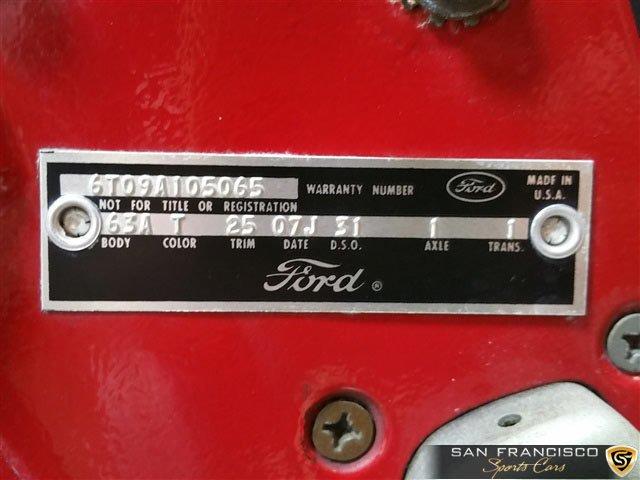 6T09A105065 WARRANTY NUMBER Ford MADE IN U.S.A.
NOT FOR TITLE OR REGISTRATION
63A T 25 07J 31 1 1
BODY COLOR TRIM DATE D.S.O. AXLE TRANS.
Ford ®
SAN FRANCISCO
Sports Cars